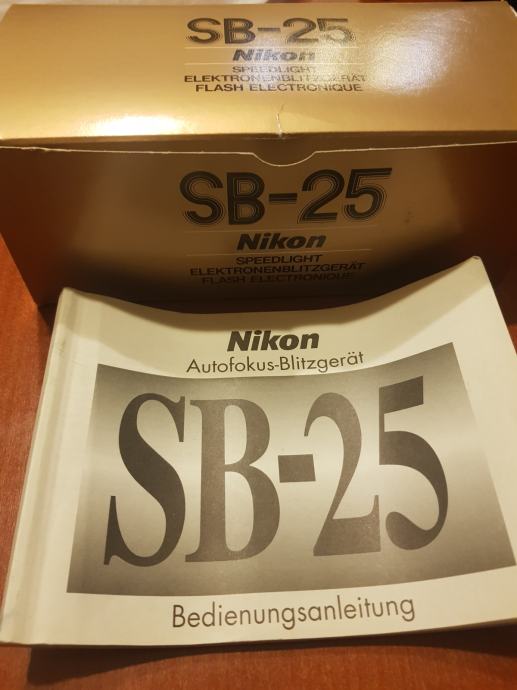 SB-25
Nikon
SPEEDLIGHT
ELEKTRONENBLITZGERÄT
FLASH ELECTRONIQUE
SB-25
Nikon
SPEEDLIGHT
ELEKTRONENBLITZGERÄT
FLASH ELECTRONIQUE
Nikon
Autofokus-Blitzgerät
SB-25
Bedienungsanleitung